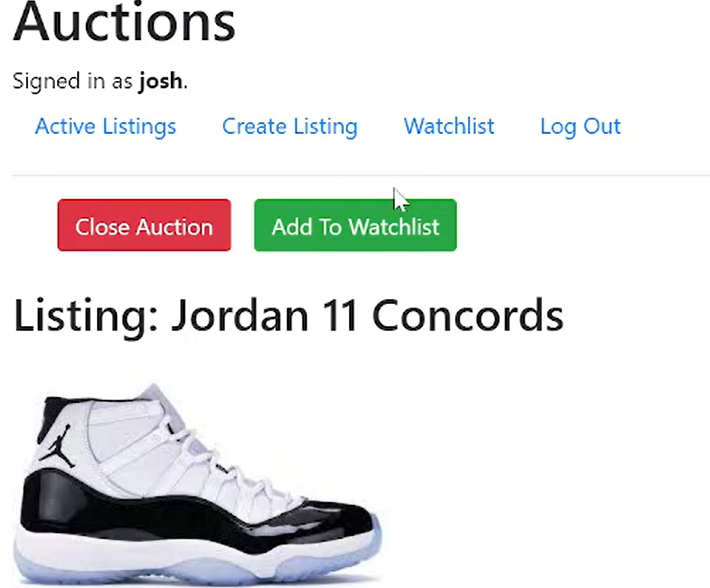 Auctions
Signed in as josh.
Active Listings Create Listing Watchlist Log Out
Close Auction Add To Watchlist
Listing: Jordan 11 Concords